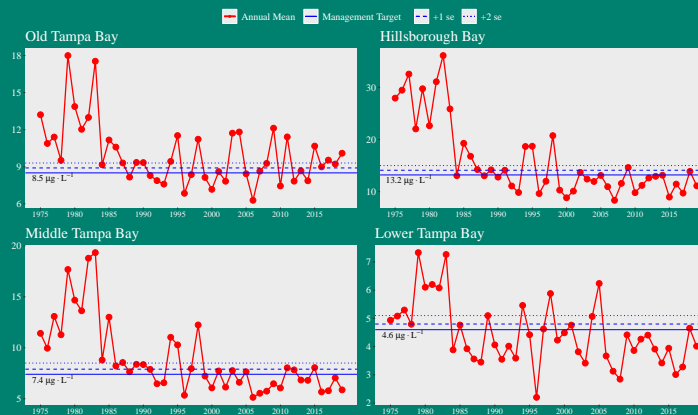 Annual Mean Management Target +1 se +2 se
Old Tampa Bay
18
15
12
9
6
8.5 μg · L⁻¹
1975 1980 1985 1990 1995 2000 2005 2010 2015
Hillsborough Bay
30
20
10
13.2 μg · L⁻¹
1975 1980 1985 1990 1995 2000 2005 2010 2015
Middle Tampa Bay
20
15
10
5
7.4 μg · L⁻¹
1975 1980 1985 1990 1995 2000 2005 2010 2015
Lower Tampa Bay
7
6
5
4
3
2
4.6 μg · L⁻¹
1975 1980 1985 1990 1995 2000 2005 2010 2015